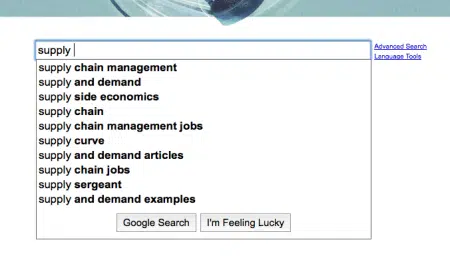 supply
Advanced Search
Language Tools
supply chain management
supply and demand
supply side economics
supply chain
supply chain management jobs
supply curve
supply and demand articles
supply chain jobs
supply sergeant
supply and demand examples
Google Search
I'm Feeling Lucky